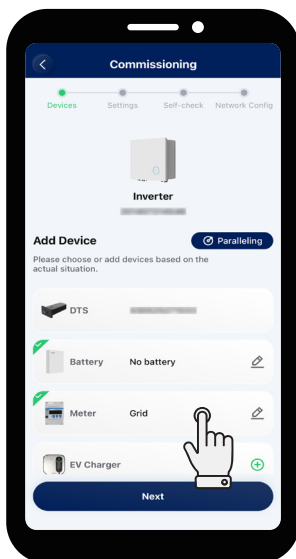 Commissioning
Devices Settings Self-check Network Config
Inverter
Add Device
Paralleling
Please choose or add devices based on the
actual situation.
DTS
Battery No battery
Meter Grid
EV Charger
Next